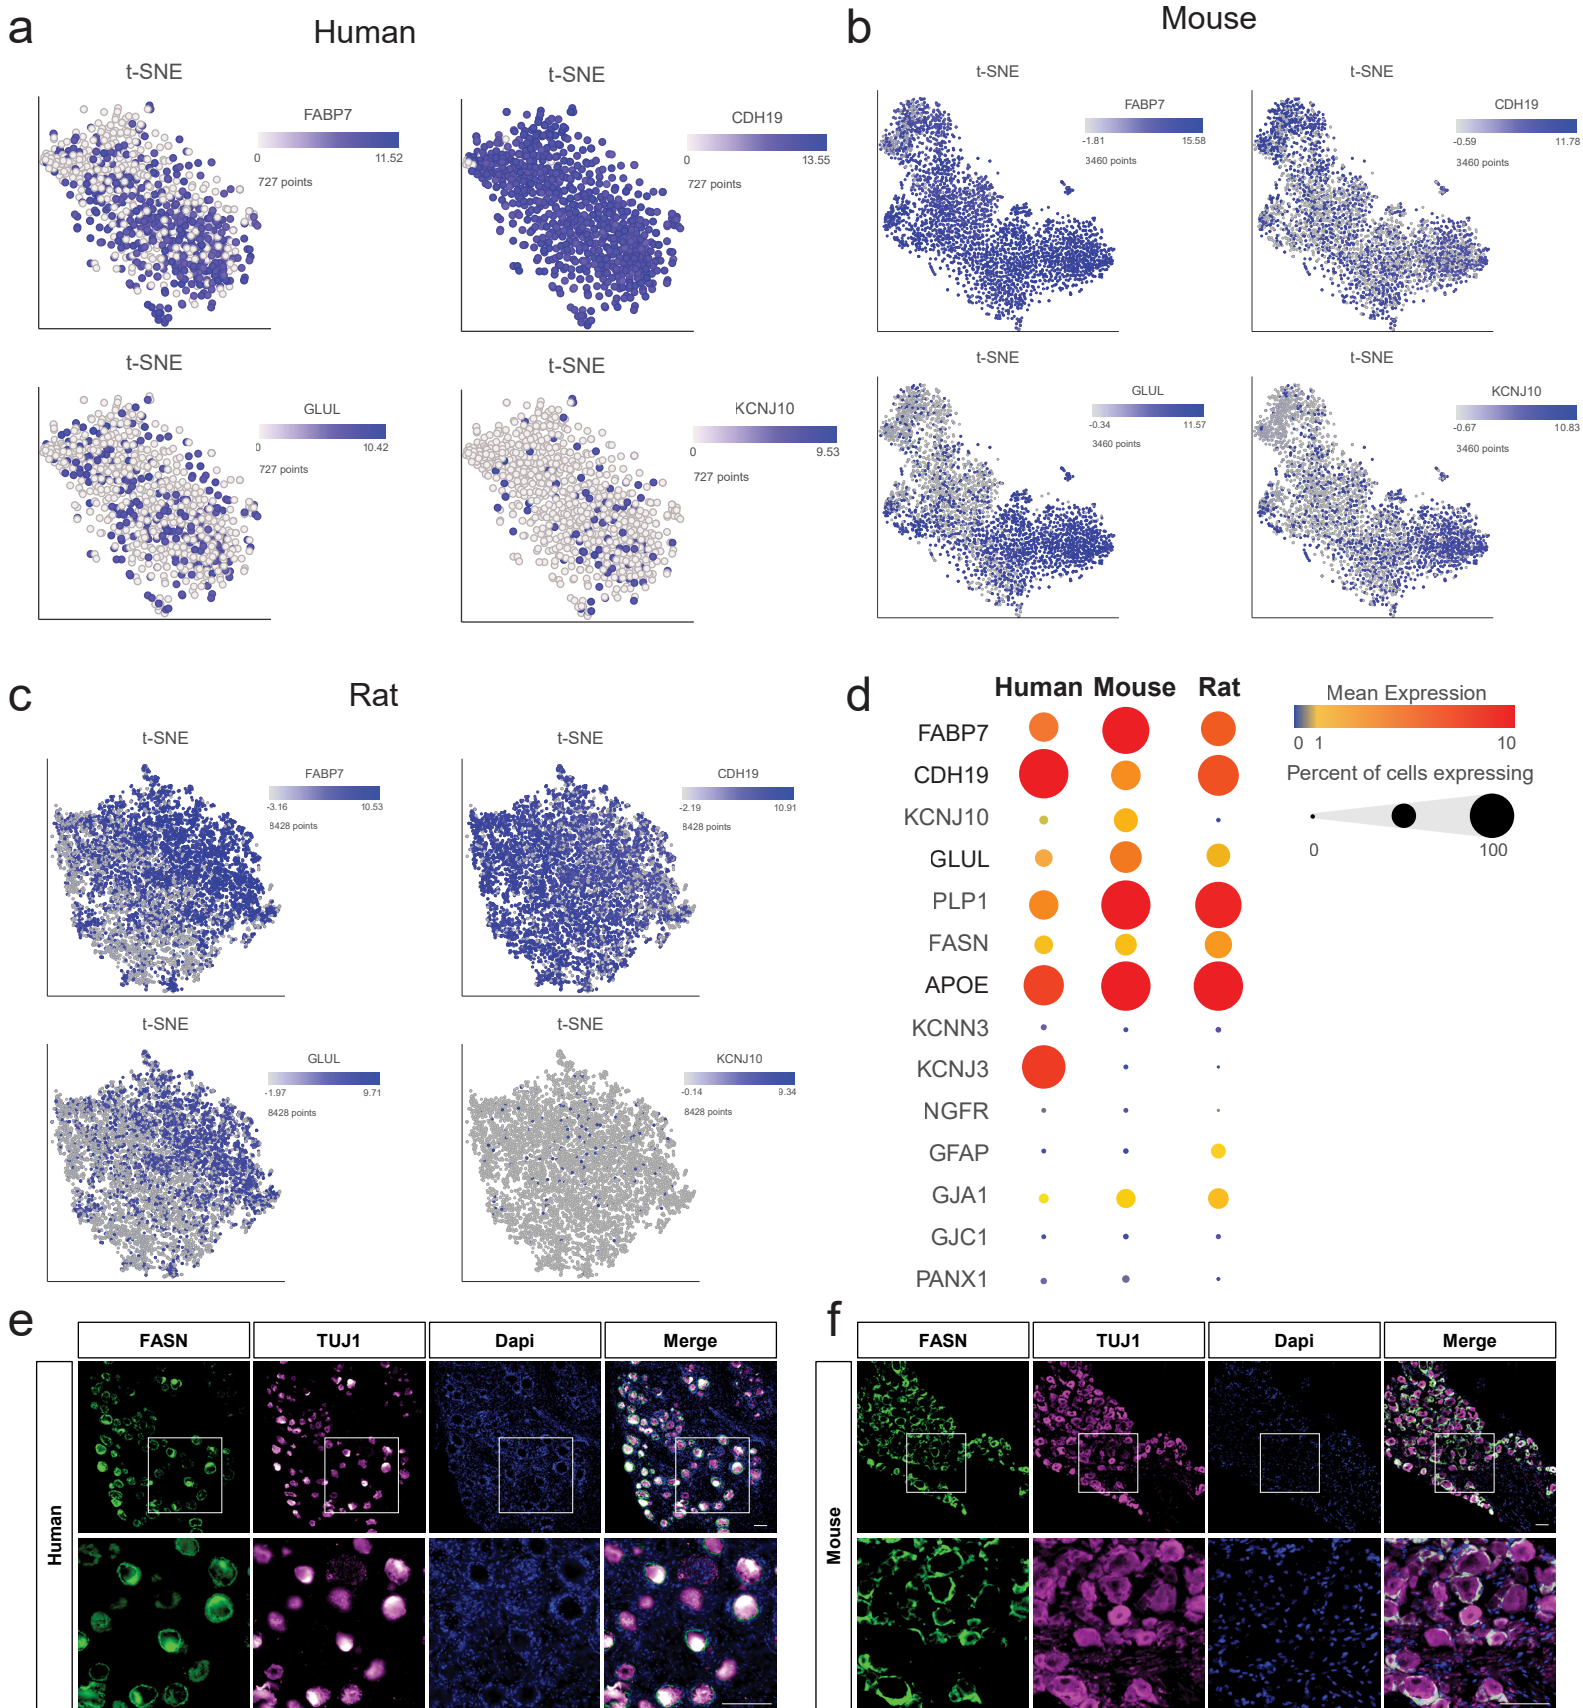 a
Human
t-SNE
FABP7
0 11.52
727 points
t-SNE
CDH19
0 13.55
727 points
t-SNE
GLUL
0 10.42
727 points
t-SNE
KCNJ10
0 9.53
727 points
b
Mouse
t-SNE
FABP7
-1.81 15.58
3460 points
t-SNE
CDH19
-0.59 11.78
3460 points
t-SNE
GLUL
-0.34 11.57
3460 points
t-SNE
KCNJ10
-0.67 10.83
3460 points
c
Rat
t-SNE
FABP7
-3.16 10.53
8428 points
t-SNE
CDH19
-2.19 10.91
8428 points
t-SNE
GLUL
-1.97 9.71
8428 points
t-SNE
KCNJ10
-0.14 9.34
8428 points
d
Human Mouse Rat
FABP7
CDH19
KCNJ10
GLUL
PLP1
FASN
APOE
KCNN3
KCNJ3
NGFR
GFAP
GJA1
GJC1
PANX1
Mean Expression
0 1 10
Percent of cells expressing
0 100
e
FASN TUJ1 Dapi Merge
Human
f
FASN TUJ1 Dapi Merge
Mouse